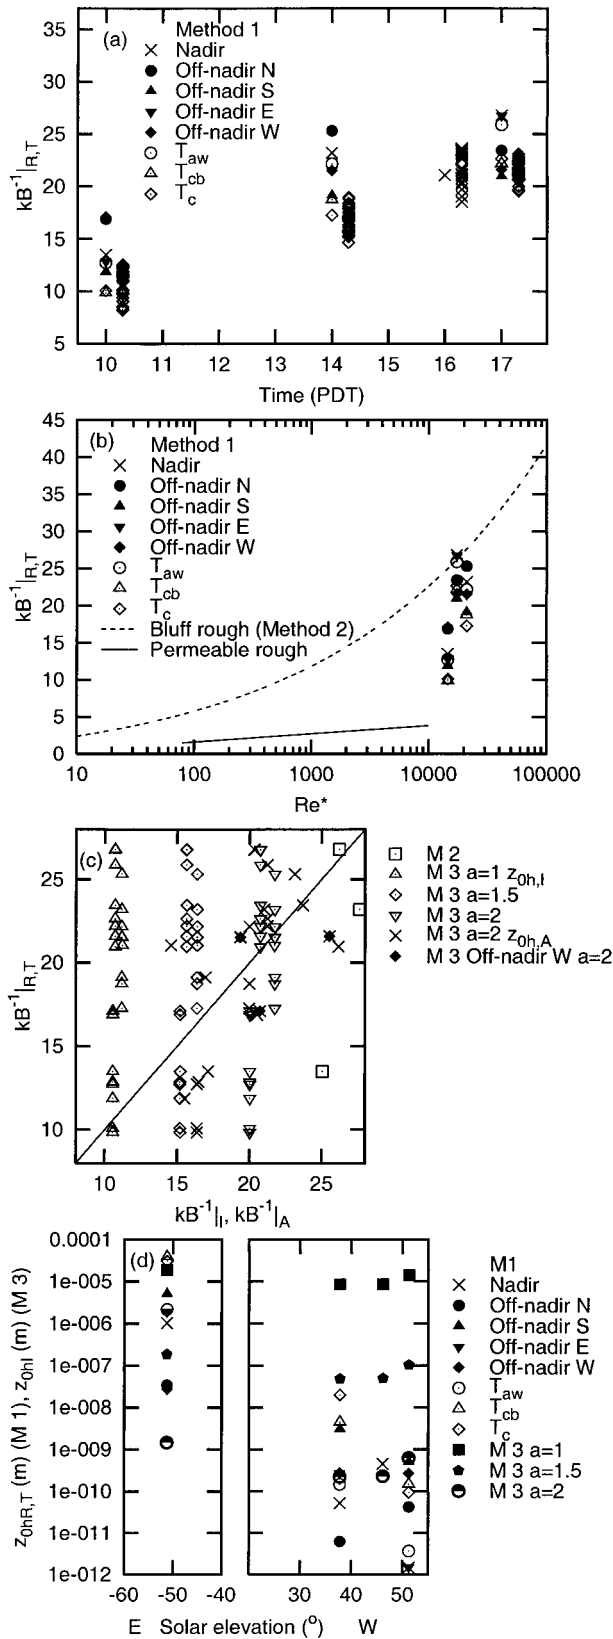 35
30
25
20
15
10
5
kB⁻¹|R,T
(a)
Method 1
Nadir
Off-nadir N
Off-nadir S
Off-nadir E
Off-nadir W
Taw
Tcb
Tc
10 11 12 13 14 15 16 17
Time (PDT)
45
40
35
30
25
20
15
10
5
0
kB⁻¹|R,T
(b)
Method 1
Nadir
Off-nadir N
Off-nadir S
Off-nadir E
Off-nadir W
Taw
Tcb
Tc
Bluff rough (Method 2)
Permeable rough
10 100 1000 10000 100000
Re*
25
20
15
10
kB⁻¹|R,T
(c)
M 2
M 3 a=1 z0h,I
M 3 a=1.5
M 3 a=2
M 3 a=2 z0h,A
M 3 Off-nadir W a=2
10 15 20 25
kB⁻¹|I, kB⁻¹|A
0.0001
1e-005
1e-006
1e-007
1e-008
1e-009
1e-010
1e-011
1e-012
z0hR,T (m) (M 1), z0hI (m) (M 3)
(d)
M1
Nadir
Off-nadir N
Off-nadir S
Off-nadir E
Off-nadir W
Taw
Tcb
Tc
M 3 a=1
M 3 a=1.5
M 3 a=2
-60 -50 -40 30 40 50
E Solar elevation (°) W